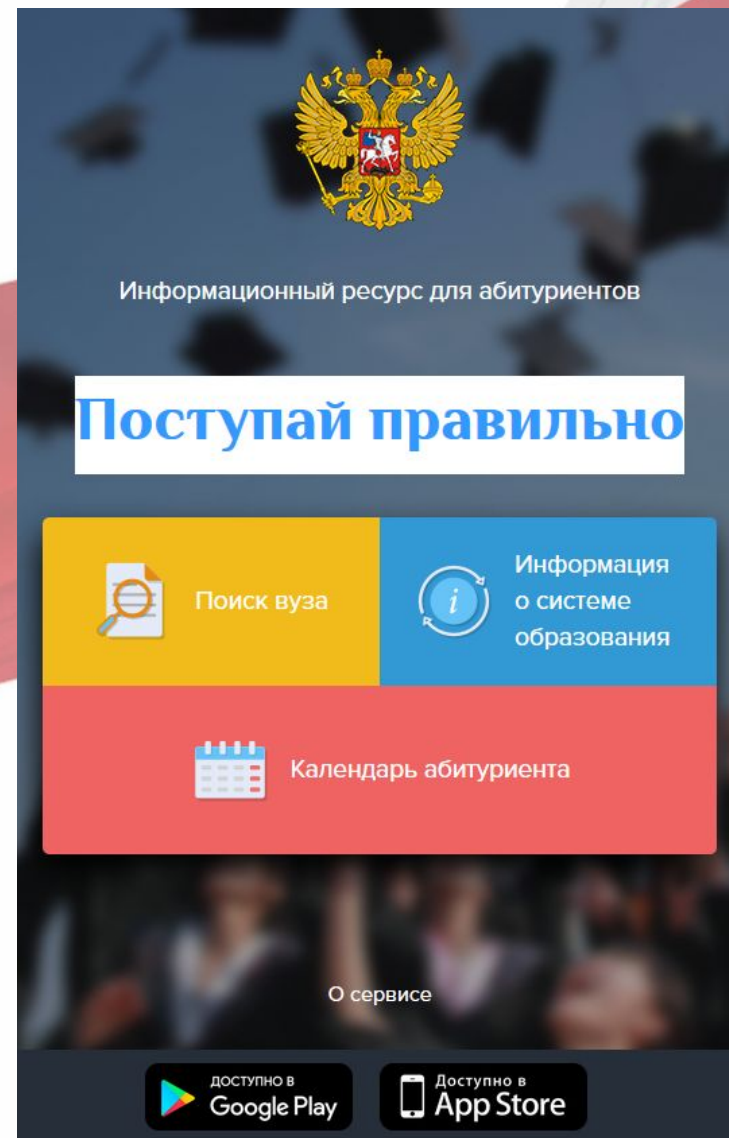 Информационный ресурс для абитуриентов
Поступай правильно
Поиск вуза
Информация
о системе
образования
Календарь абитуриента
О сервисе
ДОСТУПНО В
Google Play
Доступно в
App Store